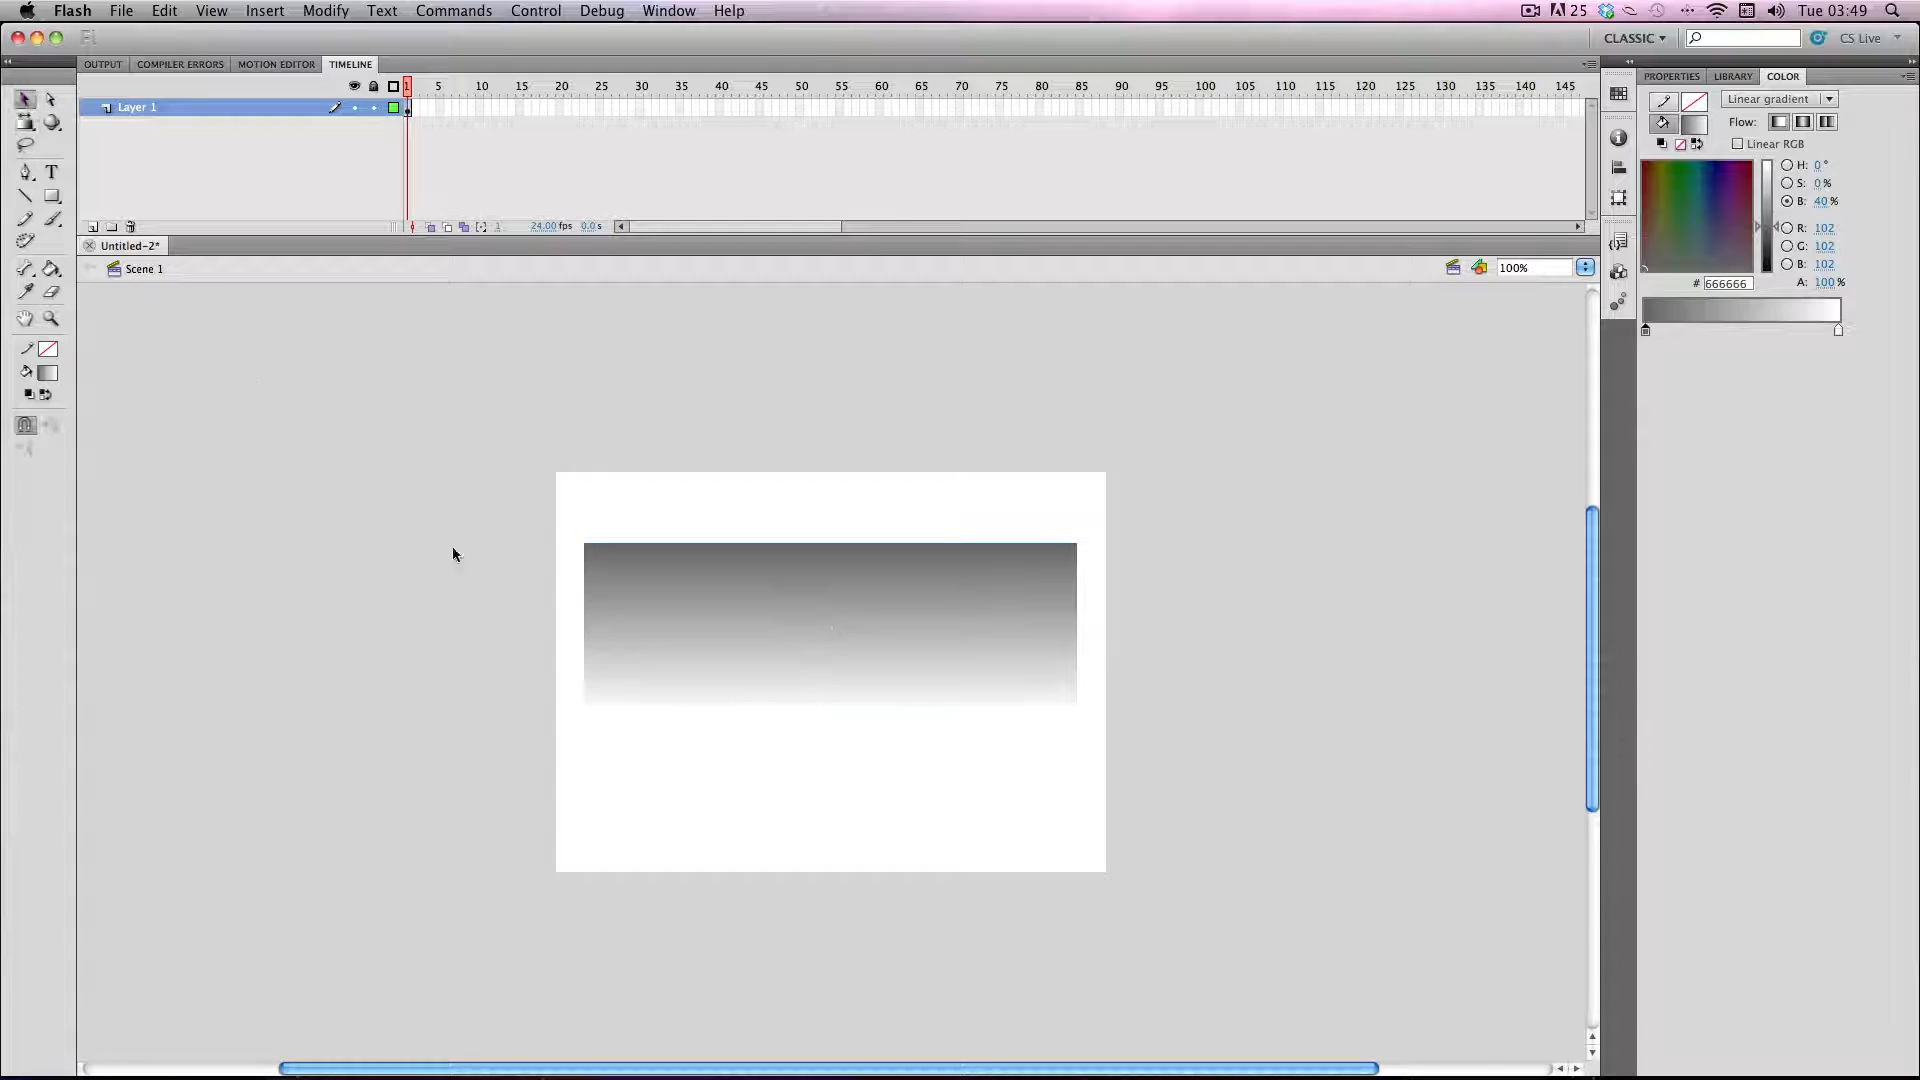 Flash File Edit View Insert Modify Text Commands Control Debug Window Help 25 Tue 03:49
Fl CLASSIC CS Live
OUTPUT COMPILER ERRORS MOTION EDITOR TIMELINE PROPERTIES LIBRARY COLOR
1 5 10 15 20 25 30 35 40 45 50 55 60 65 70 75 80 85 90 95 100 105 110 115 120 125 130 135 140 145
Layer 1
Linear gradient
Flow:
Linear RGB
H: 0 °
S: 0 %
B: 40 %
R: 102
G: 102
B: 102
A: 100 %
# 666666
1 24.00 fps 0.0 s
Untitled-2*
Scene 1 100%
T